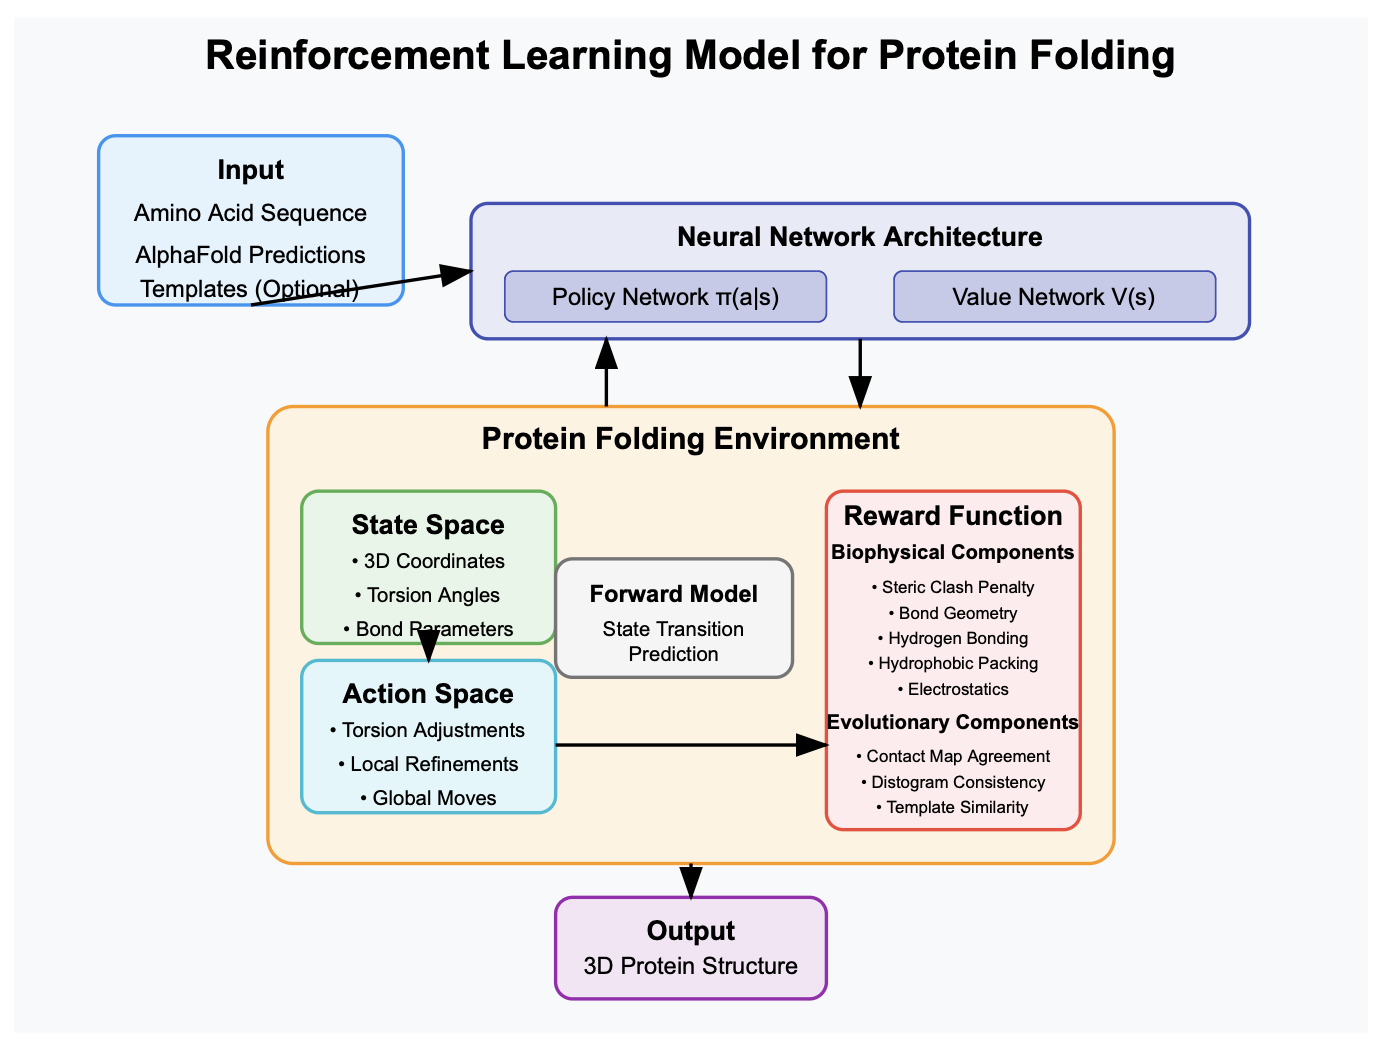 Reinforcement Learning Model for Protein Folding
Input
Amino Acid Sequence
AlphaFold Predictions
Templates (Optional)
Neural Network Architecture
Policy Network π(a|s)
Value Network V(s)
Protein Folding Environment
State Space
• 3D Coordinates
• Torsion Angles
• Bond Parameters
Action Space
• Torsion Adjustments
• Local Refinements
• Global Moves
Forward Model
State Transition
Prediction
Reward Function
Biophysical Components
• Steric Clash Penalty
• Bond Geometry
• Hydrogen Bonding
• Hydrophobic Packing
• Electrostatics
Evolutionary Components
• Contact Map Agreement
• Distogram Consistency
• Template Similarity
Output
3D Protein Structure